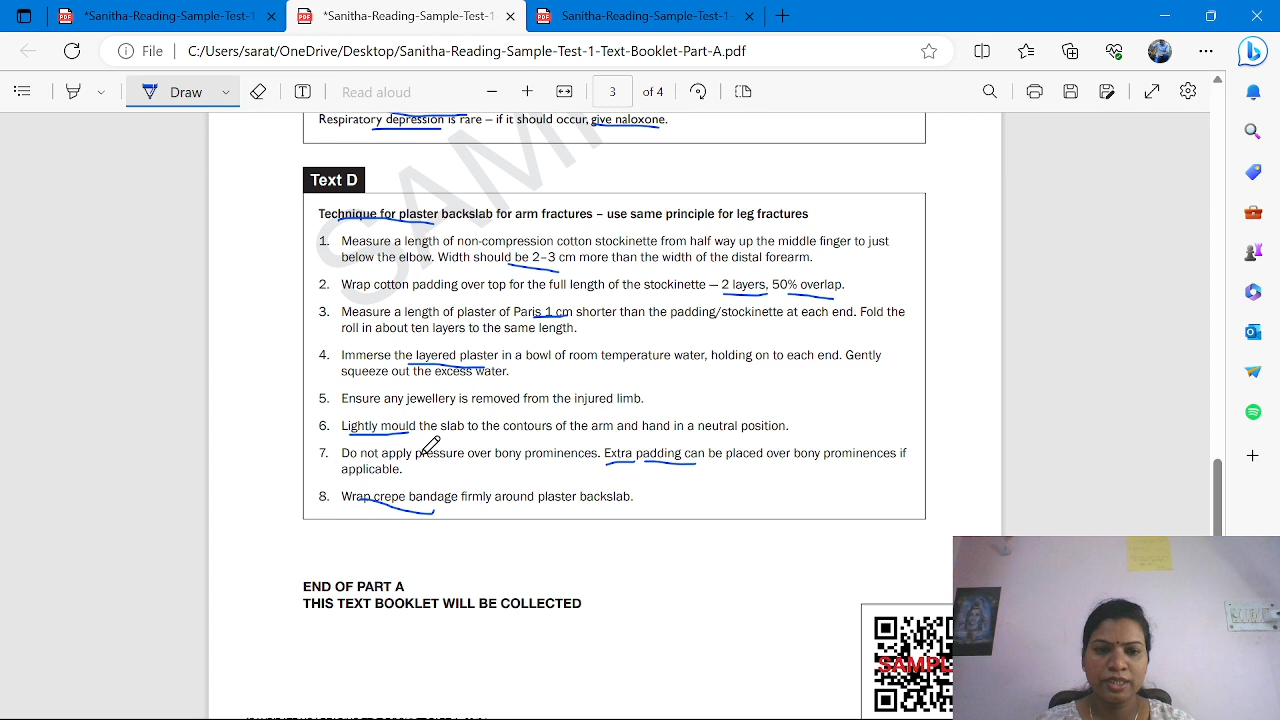 *Sanitha-Reading-Sample-Test-1-
*Sanitha-Reading-Sample-Test-1-
Sanitha-Reading-Sample-Test-1-
File
C:/Users/sarat/OneDrive/Desktop/Sanitha-Reading-Sample-Test-1-Text-Booklet-Part-A.pdf
Draw
Read aloud
3
of 4
Respiratory depression is rare – if it should occur, give naloxone.
Text D
Technique for plaster backslab for arm fractures – use same principle for leg fractures
1. Measure a length of non-compression cotton stockinette from half way up the middle finger to just
below the elbow. Width should be 2–3 cm more than the width of the distal forearm.
2. Wrap cotton padding over top for the full length of the stockinette — 2 layers, 50% overlap.
3. Measure a length of plaster of Paris 1 cm shorter than the padding/stockinette at each end. Fold the
roll in about ten layers to the same length.
4. Immerse the layered plaster in a bowl of room temperature water, holding on to each end. Gently
squeeze out the excess water.
5. Ensure any jewellery is removed from the injured limb.
6. Lightly mould the slab to the contours of the arm and hand in a neutral position.
7. Do not apply pressure over bony prominences. Extra padding can be placed over bony prominences if
applicable.
8. Wrap crepe bandage firmly around plaster backslab.
END OF PART A
THIS TEXT BOOKLET WILL BE COLLECTED
SAMPL